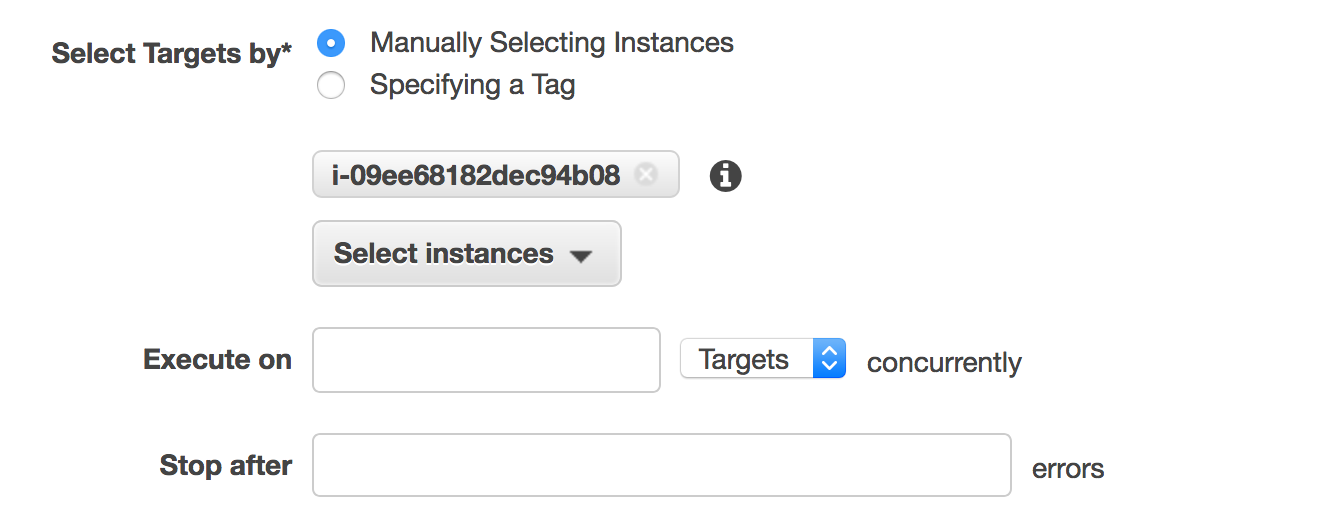 Select Targets by*
Manually Selecting Instances
Specifying a Tag
i-09ee68182dec94b08
Select instances
Execute on Targets concurrently
Stop after errors